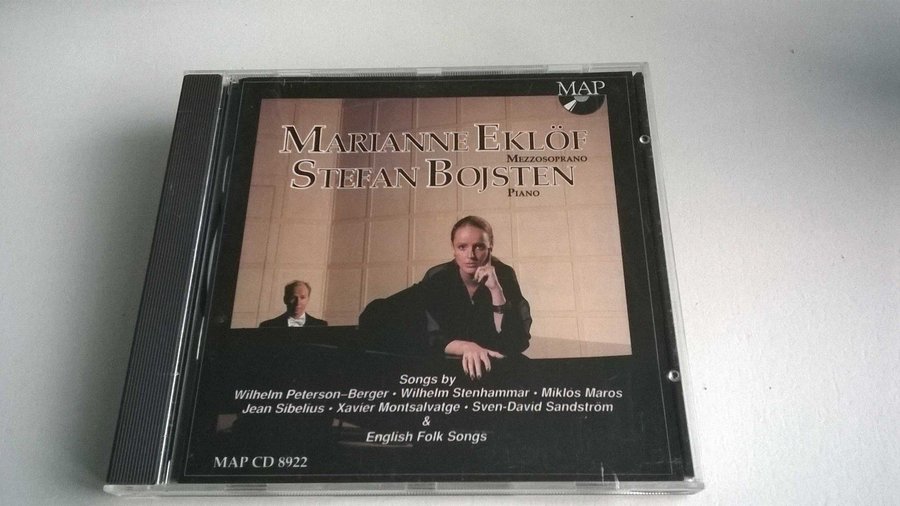 MAP
MARIANNE EKLÖF
MEZZOSOPRANO
STEFAN BOJSTEN
PIANO
Songs by
Wilhelm Peterson–Berger • Wilhelm Stenhammar • Miklós Maros
Jean Sibelius • Xavier Montsalvatge • Sven-David Sandström
&
English Folk Songs
MAP CD 8922